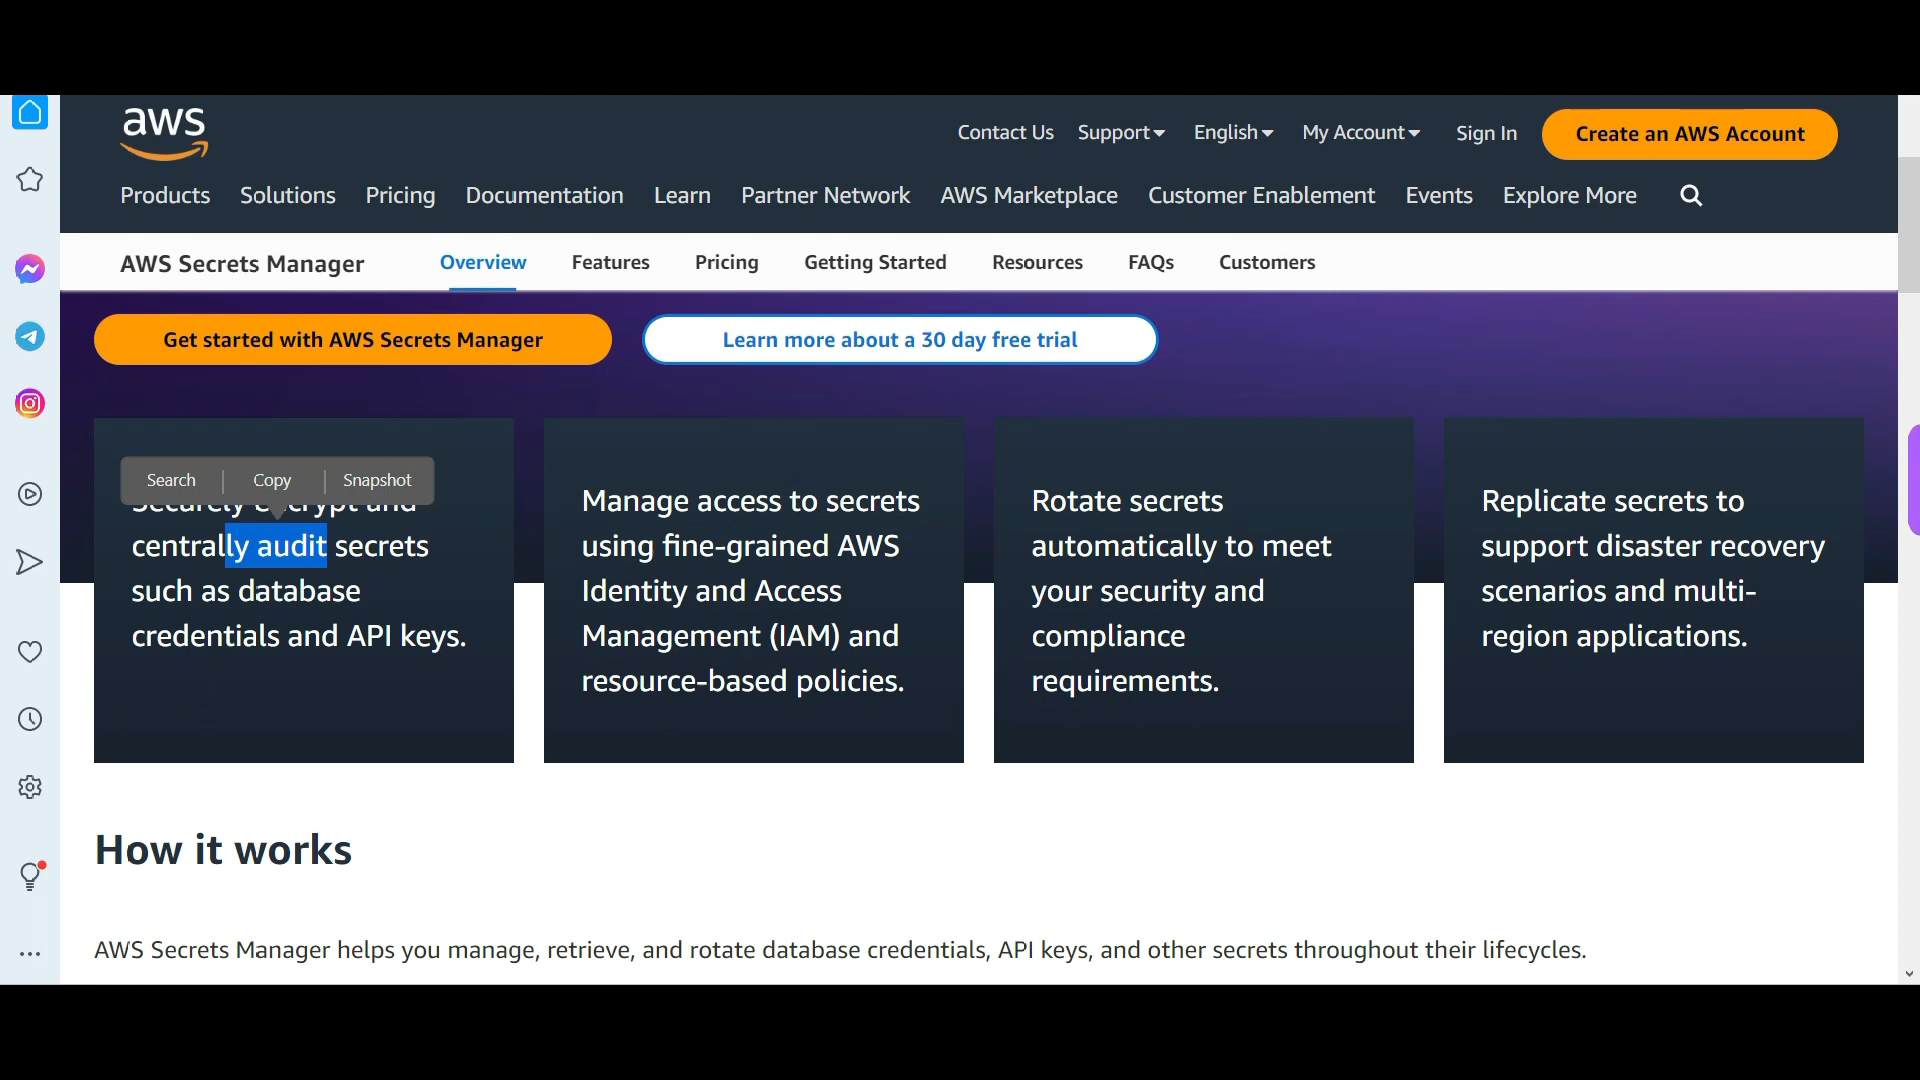 aws
Contact Us Support English My Account Sign In Create an AWS Account
Products Solutions Pricing Documentation Learn Partner Network AWS Marketplace Customer Enablement Events Explore More
AWS Secrets Manager Overview Features Pricing Getting Started Resources FAQs Customers
Get started with AWS Secrets Manager Learn more about a 30 day free trial
Search Copy Snapshot
Securely encrypt and
centrally audit secrets
such as database
credentials and API keys.
Manage access to secrets
using fine-grained AWS
Identity and Access
Management (IAM) and
resource-based policies.
Rotate secrets
automatically to meet
your security and
compliance
requirements.
Replicate secrets to
support disaster recovery
scenarios and multi-
region applications.
How it works
AWS Secrets Manager helps you manage, retrieve, and rotate database credentials, API keys, and other secrets throughout their lifecycles.